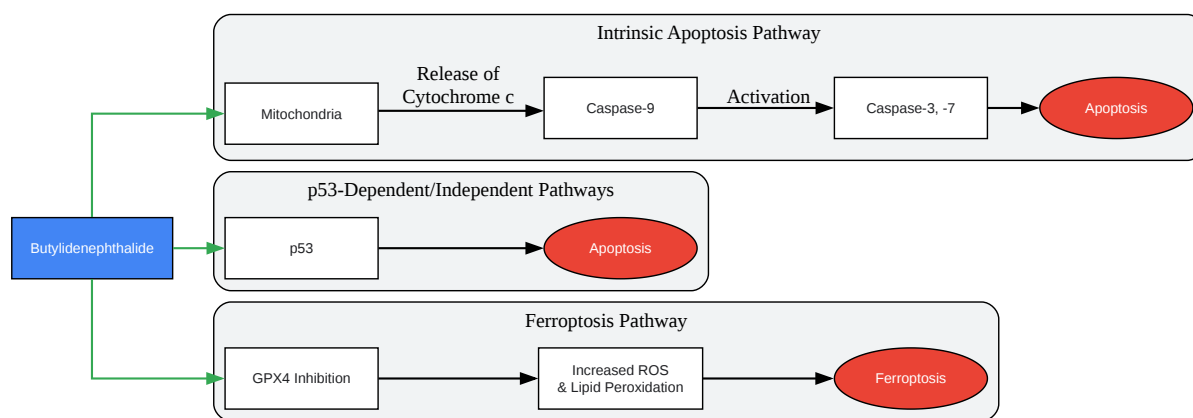 Intrinsic Apoptosis Pathway
Release of
Cytochrome c
Mitochondria
Caspase-9
Activation
Caspase-3, -7
Apoptosis
p53-Dependent/Independent Pathways
Butylidenephthalide
p53
Apoptosis
Ferroptosis Pathway
GPX4 Inhibition
Increased ROS
& Lipid Peroxidation
Ferroptosis